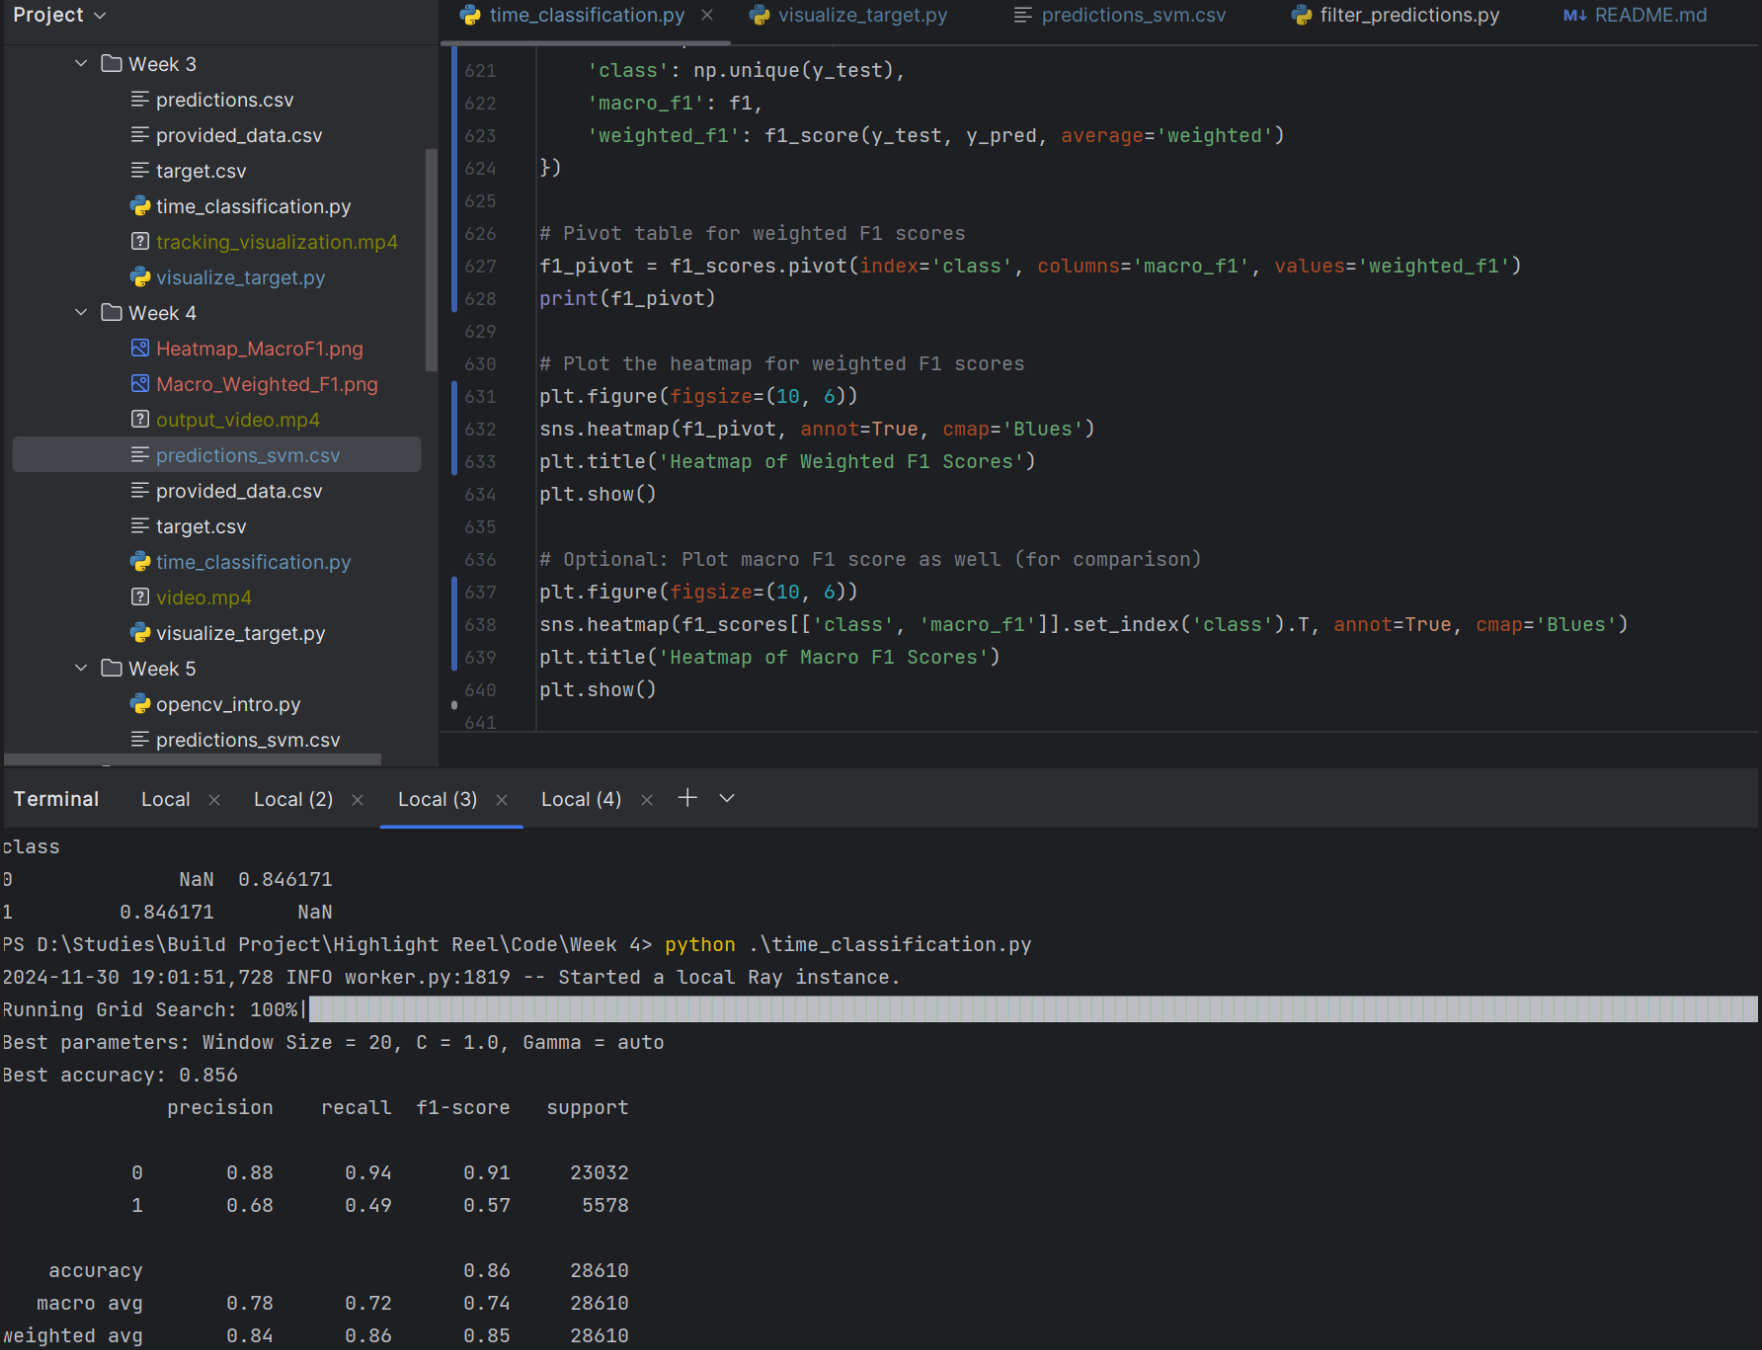 Project
time_classification.py
visualize_target.py
predictions_svm.csv
filter_predictions.py
M↓ README.md
Week 3
predictions.csv
provided_data.csv
target.csv
time_classification.py
tracking_visualization.mp4
visualize_target.py
Week 4
Heatmap_MacroF1.png
Macro_Weighted_F1.png
output_video.mp4
predictions_svm.csv
provided_data.csv
target.csv
time_classification.py
video.mp4
visualize_target.py
Week 5
opencv_intro.py
predictions_svm.csv
621 'class': np.unique(y_test),
622 'macro_f1': f1,
623 'weighted_f1': f1_score(y_test, y_pred, average='weighted')
624 })
625
626 # Pivot table for weighted F1 scores
627 f1_pivot = f1_scores.pivot(index='class', columns='macro_f1', values='weighted_f1')
628 print(f1_pivot)
629
630 # Plot the heatmap for weighted F1 scores
631 plt.figure(figsize=(10, 6))
632 sns.heatmap(f1_pivot, annot=True, cmap='Blues')
633 plt.title('Heatmap of Weighted F1 Scores')
634 plt.show()
635
636 # Optional: Plot macro F1 score as well (for comparison)
637 plt.figure(figsize=(10, 6))
638 sns.heatmap(f1_scores[['class', 'macro_f1']].set_index('class').T, annot=True, cmap='Blues')
639 plt.title('Heatmap of Macro F1 Scores')
640 plt.show()
641
Terminal Local Local (2) Local (3) Local (4)
class
0 NaN 0.846171
1 0.846171 NaN
PS D:\Studies\Build Project\Highlight Reel\Code\Week 4> python .\time_classification.py
2024-11-30 19:01:51,728 INFO worker.py:1819 -- Started a local Ray instance.
Running Grid Search: 100%|
Best parameters: Window Size = 20, C = 1.0, Gamma = auto
Best accuracy: 0.856
precision recall f1-score support
0 0.88 0.94 0.91 23032
1 0.68 0.49 0.57 5578
accuracy 0.86 28610
macro avg 0.78 0.72 0.74 28610
weighted avg 0.84 0.86 0.85 28610